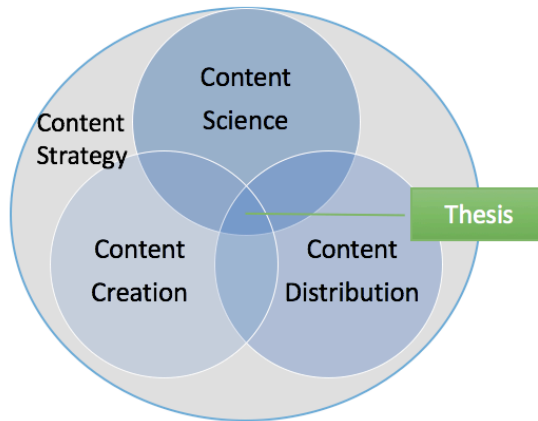 Content
Science
Content
Strategy
Thesis
Content
Creation
Content
Distribution